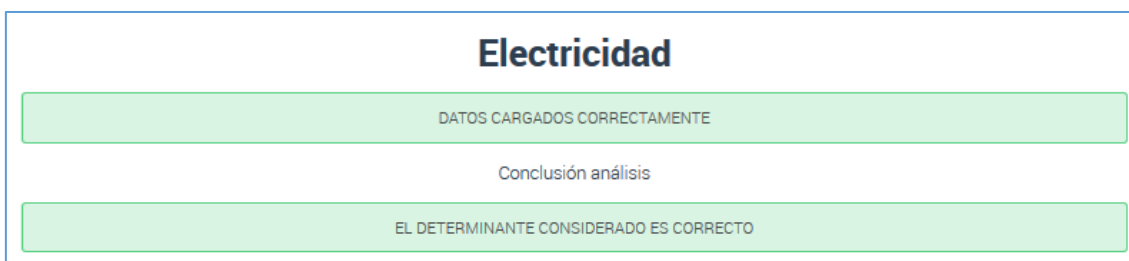 Electricidad
DATOS CARGADOS CORRECTAMENTE
Conclusión análisis
EL DETERMINANTE CONSIDERADO ES CORRECTO